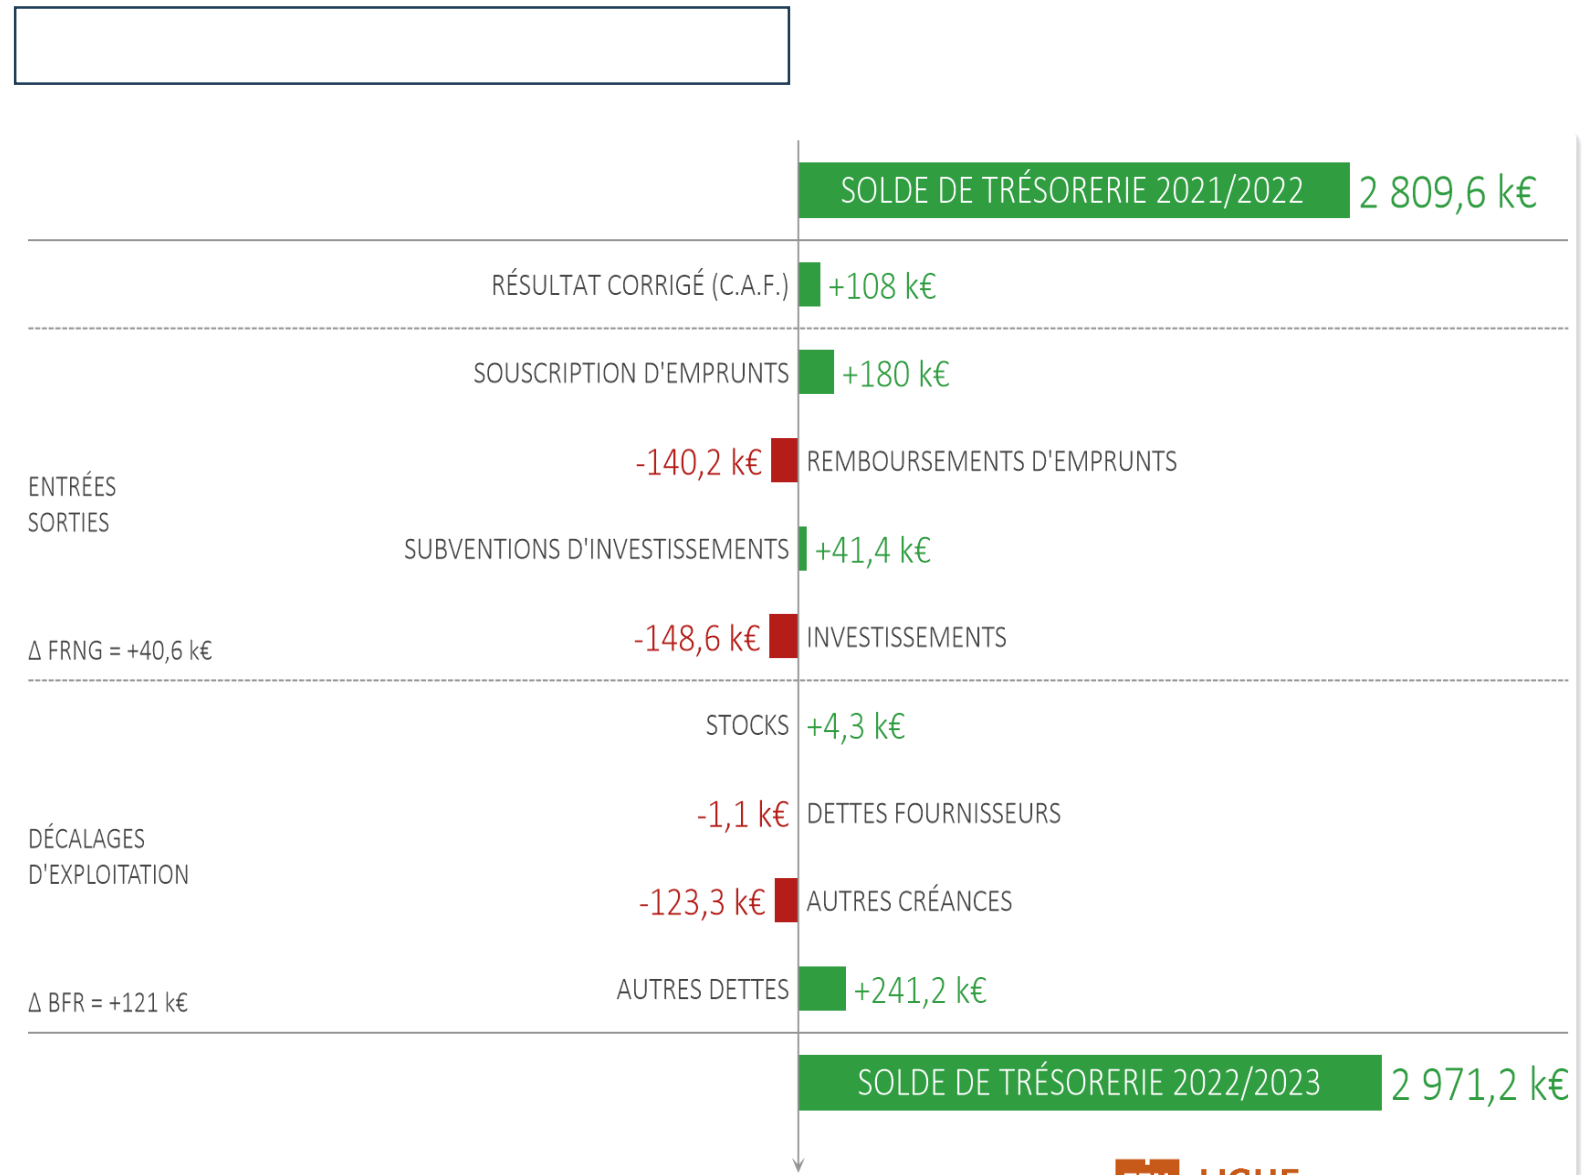 SOLDE DE TRÉSORERIE 2021/2022 2 809,6 k€
RÉSULTAT CORRIGÉ (C.A.F.) +108 k€
SOUSCRIPTION D'EMPRUNTS +180 k€
-140,2 k€ REMBOURSEMENTS D'EMPRUNTS
ENTRÉES
SORTIES
SUBVENTIONS D'INVESTISSEMENTS +41,4 k€
-148,6 k€ INVESTISSEMENTS
Δ FRNG = +40,6 k€
STOCKS +4,3 k€
-1,1 k€ DETTES FOURNISSEURS
DÉCALAGES
D'EXPLOITATION
-123,3 k€ AUTRES CRÉANCES
AUTRES DETTES +241,2 k€
Δ BFR = +121 k€
SOLDE DE TRÉSORERIE 2022/2023 2 971,2 k€